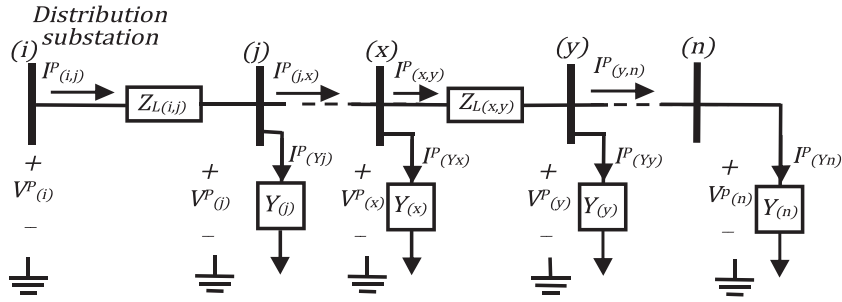 Distribution
substation
(i) (j) (x) (y) (n)
I^P(i,j) I^P(j,x) I^P(x,y) I^P(y,n)
Z_L(i,j) Z_L(x,y)
I^P(Yj) I^P(Yx) I^P(Yy) I^P(Yn)
+ + + + +
V^P(i) V^P(j) V^P(x) V^P(y) V^p(n)
Y(j) Y(x) Y(y) Y(n)
− − − − −